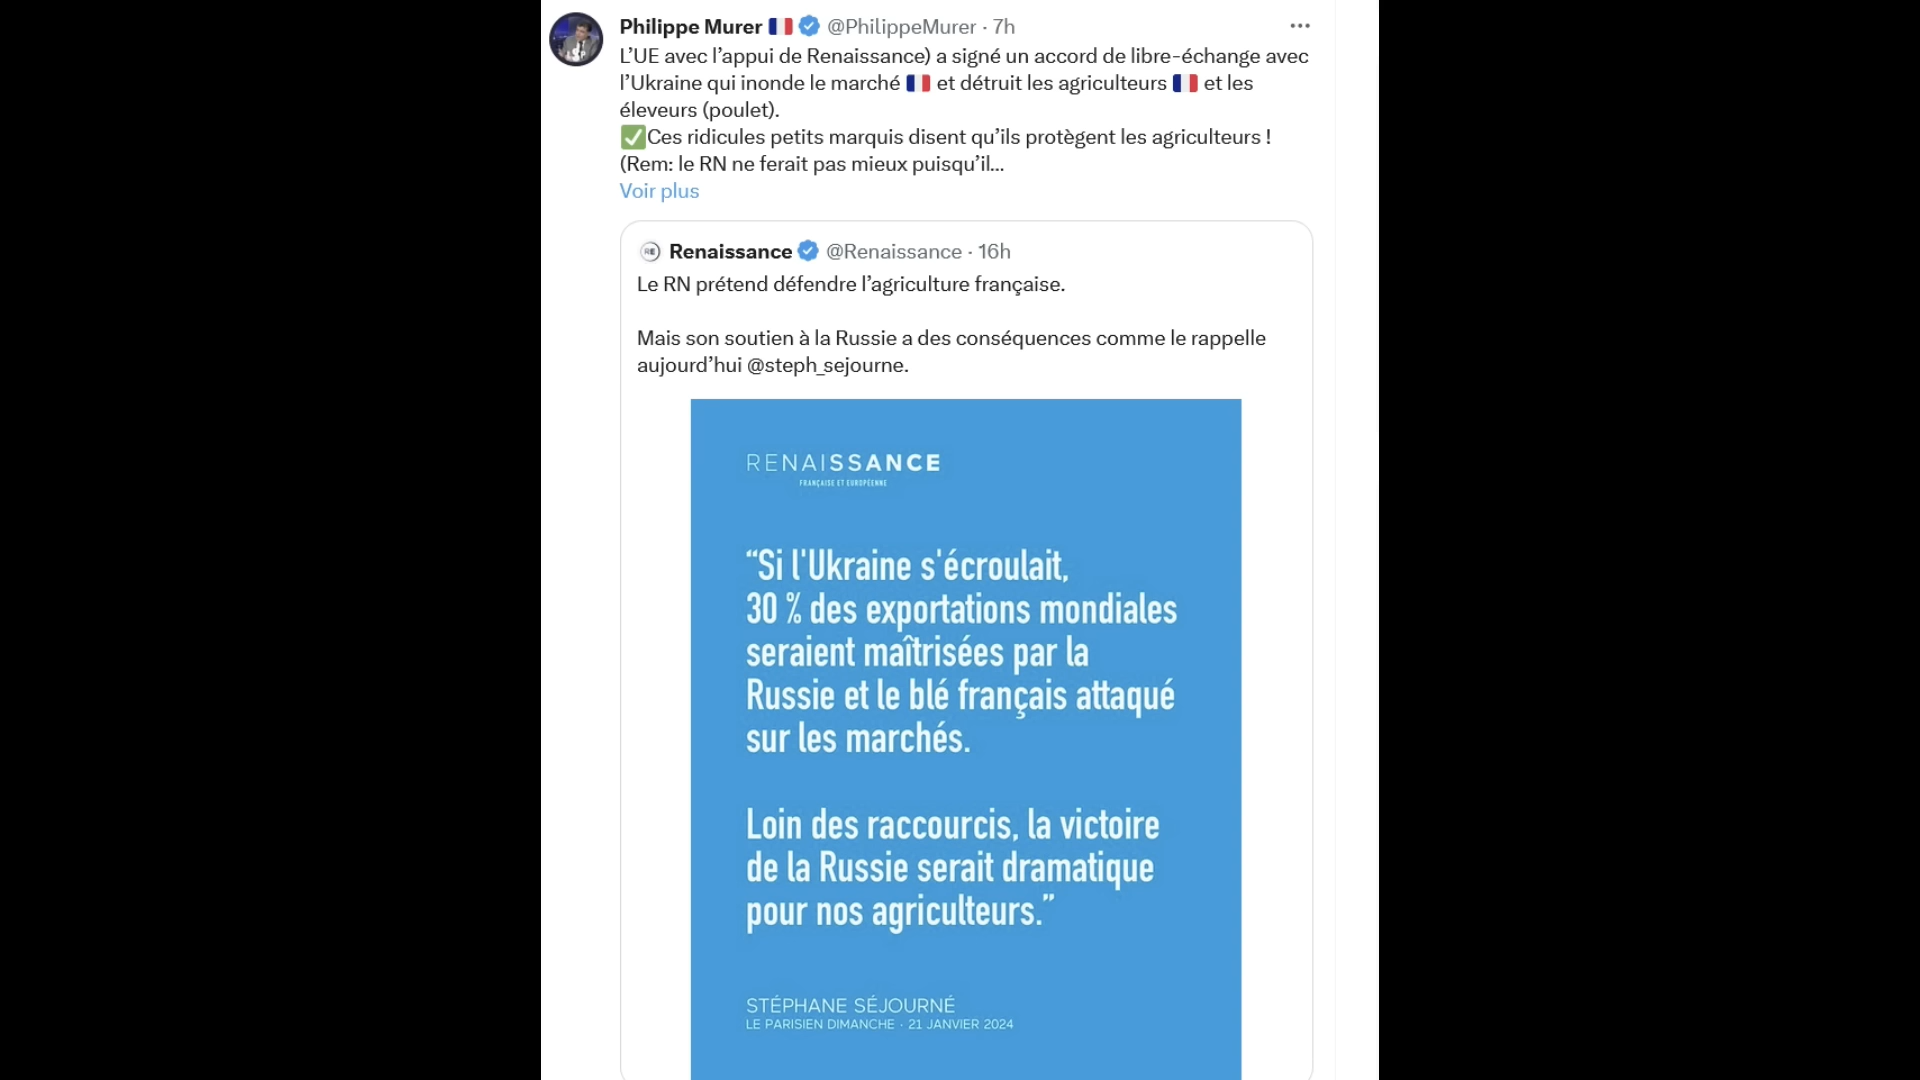 Philippe Murer 🇫🇷 @PhilippeMurer · 7h
L’UE avec l’appui de Renaissance) a signé un accord de libre-échange avec
l’Ukraine qui inonde le marché 🇫🇷 et détruit les agriculteurs 🇫🇷 et les
éleveurs (poulet).
✅Ces ridicules petits marquis disent qu’ils protègent les agriculteurs !
(Rem: le RN ne ferait pas mieux puisqu’il...
Voir plus
RE Renaissance @Renaissance · 16h
Le RN prétend défendre l’agriculture française.
Mais son soutien à la Russie a des conséquences comme le rappelle
aujourd’hui @steph_sejourne.
RENAISSANCE
FRANÇAISE ET EUROPÉENNE
“Si l'Ukraine s'écroulait,
30 % des exportations mondiales
seraient maîtrisées par la
Russie et le blé français attaqué
sur les marchés.
Loin des raccourcis, la victoire
de la Russie serait dramatique
pour nos agriculteurs.”
STÉPHANE SÉJOURNÉ
LE PARISIEN DIMANCHE · 21 JANVIER 2024